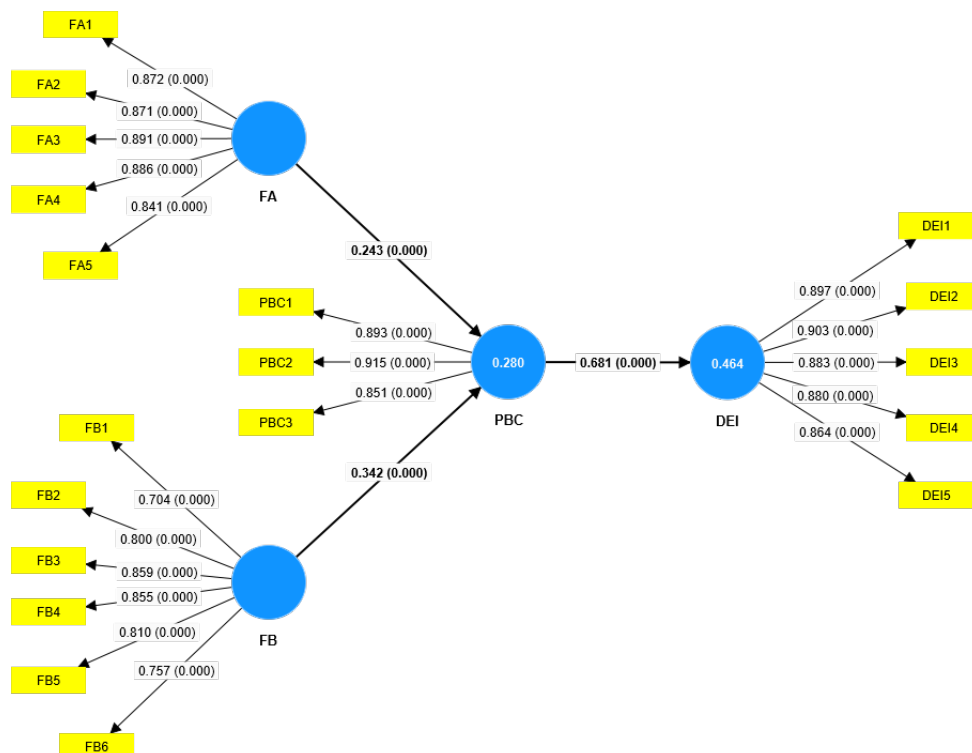 FA1
FA2
FA3
FA4
FA5
0.872 (0.000)
0.871 (0.000)
0.891 (0.000)
0.886 (0.000)
0.841 (0.000)
FA
0.243 (0.000)
PBC1
PBC2
PBC3
0.893 (0.000)
0.915 (0.000)
0.851 (0.000)
0.280
PBC
0.681 (0.000)
0.464
DEI
0.897 (0.000)
0.903 (0.000)
0.883 (0.000)
0.880 (0.000)
0.864 (0.000)
DEI1
DEI2
DEI3
DEI4
DEI5
0.342 (0.000)
FB1
FB2
FB3
FB4
FB5
FB6
0.704 (0.000)
0.800 (0.000)
0.859 (0.000)
0.855 (0.000)
0.810 (0.000)
0.757 (0.000)
FB